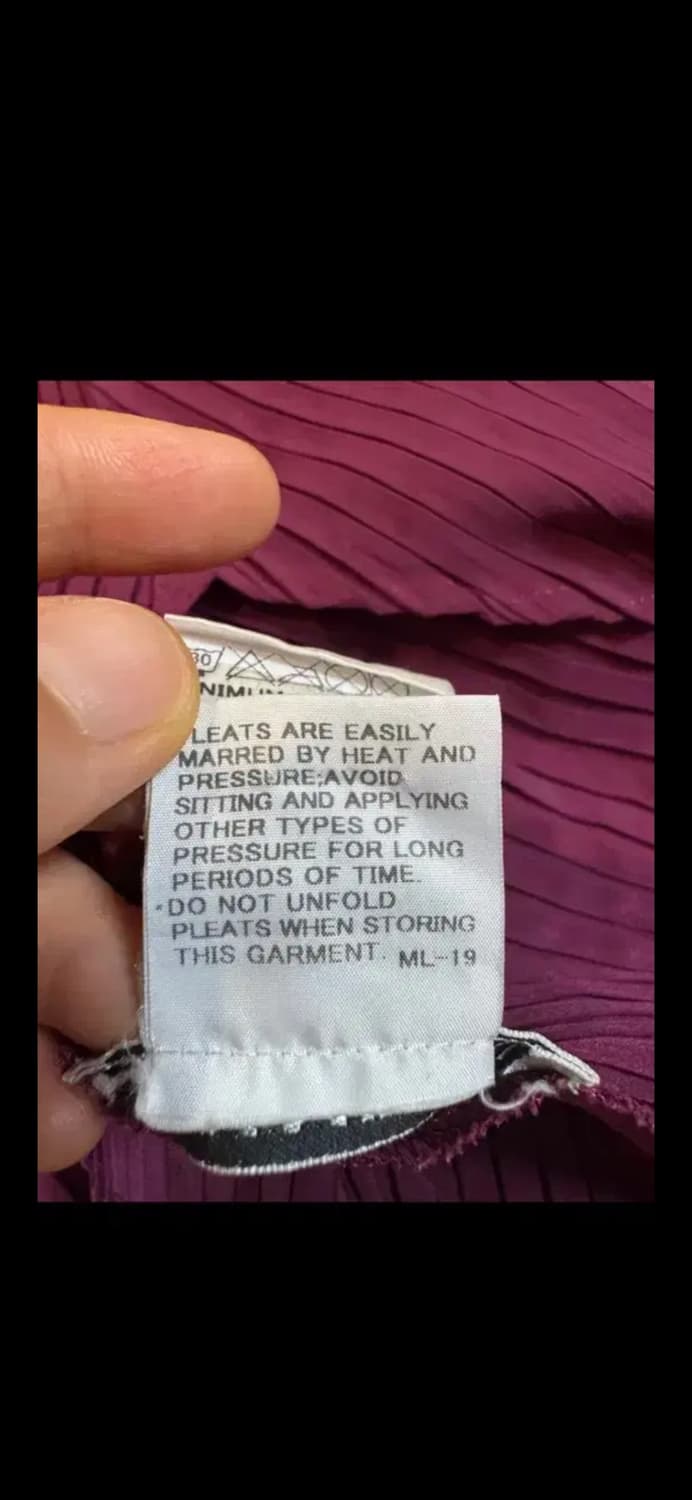 30
LEATS ARE EASILY
MARRED BY HEAT AND
PRESSURE;AVOID
SITTING AND APPLYING
OTHER TYPES OF
PRESSURE FOR LONG
PERIODS OF TIME.
·DO NOT UNFOLD
PLEATS WHEN STORING
THIS GARMENT. ML-19